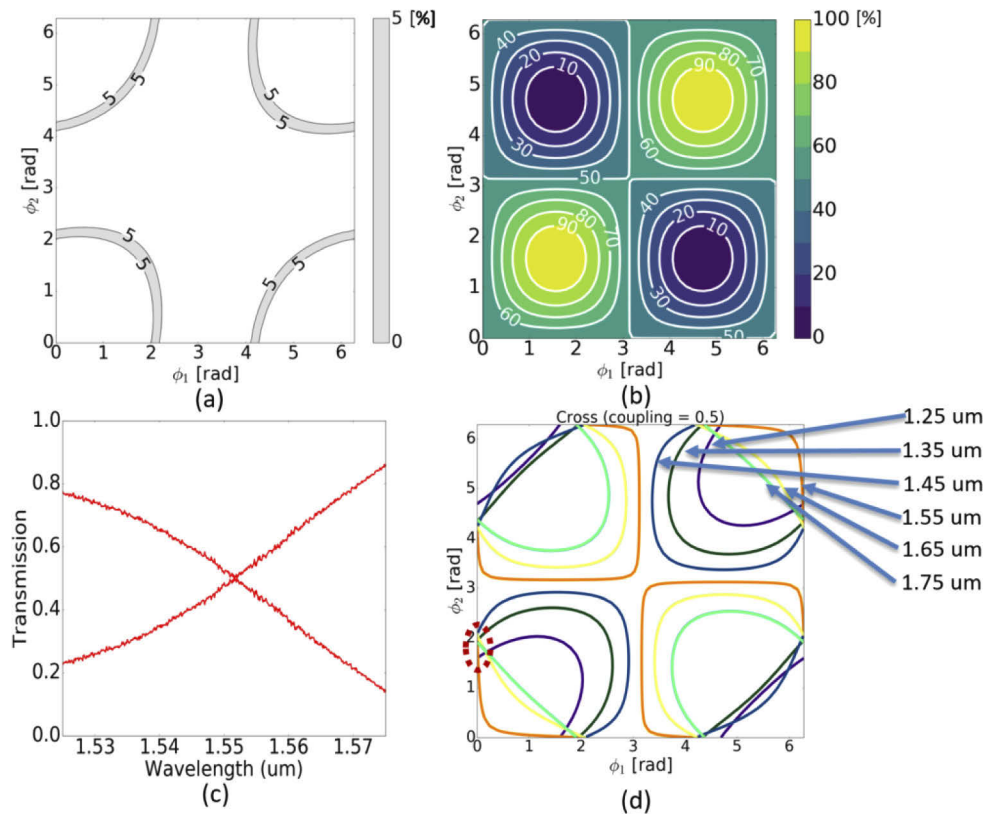 5 [%]
0
6
5
4
3
2
1
0
ϕ2 [rad]
5 5 5 5
5 5 5 5
0 1 2 3 4 5 6
ϕ1 [rad]
(a)
100 [%]
80
60
40
20
0
6
5
4
3
2
1
0
ϕ2 [rad]
40 20 10 30
90 80 70 60
50
90 80 70 60
40 20 10 30
50
0 1 2 3 4 5 6
ϕ1 [rad]
(b)
1.0
0.8
0.6
0.4
0.2
0.0
Transmission
1.53 1.54 1.55 1.56 1.57
Wavelength (um)
(c)
Cross (coupling = 0.5)
6
5
4
3
2
1
0
ϕ2 [rad]
0 1 2 3 4 5 6
ϕ1 [rad]
1.25 um
1.35 um
1.45 um
1.55 um
1.65 um
1.75 um
(d)